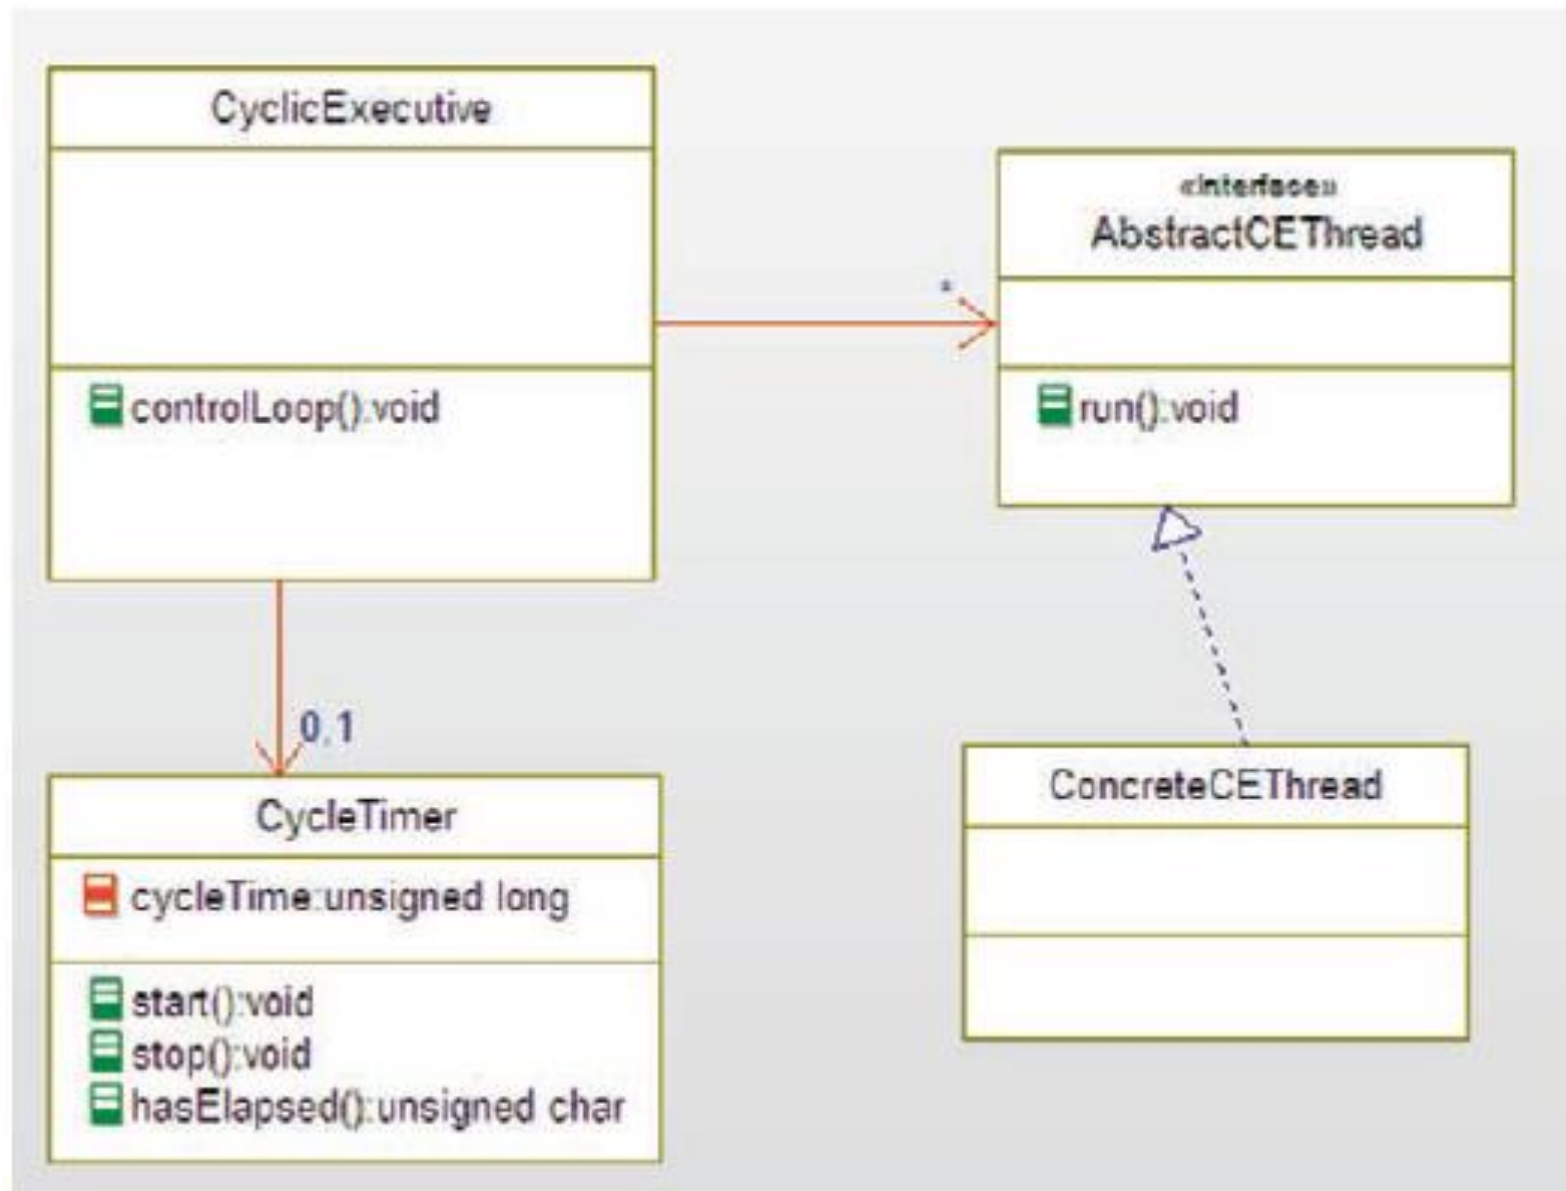 CyclicExecutive
controlLoop():void
*
«Interface»
AbstractCEThread
run():void
0,1
CycleTimer
cycleTime:unsigned long
start():void
stop():void
hasElapsed():unsigned char
ConcreteCEThread